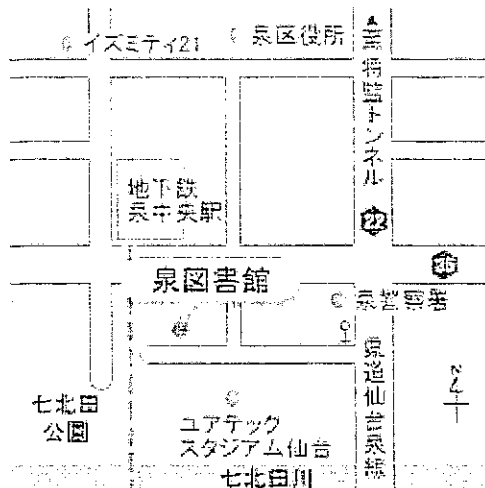 イズミティ21
泉区役所
至将監トンネル
地下鉄
泉中央駅
22
泉図書館
35
泉警察署
県道仙台泉線
七北田
公園
ユアテック
スタジアム仙台
七北田川